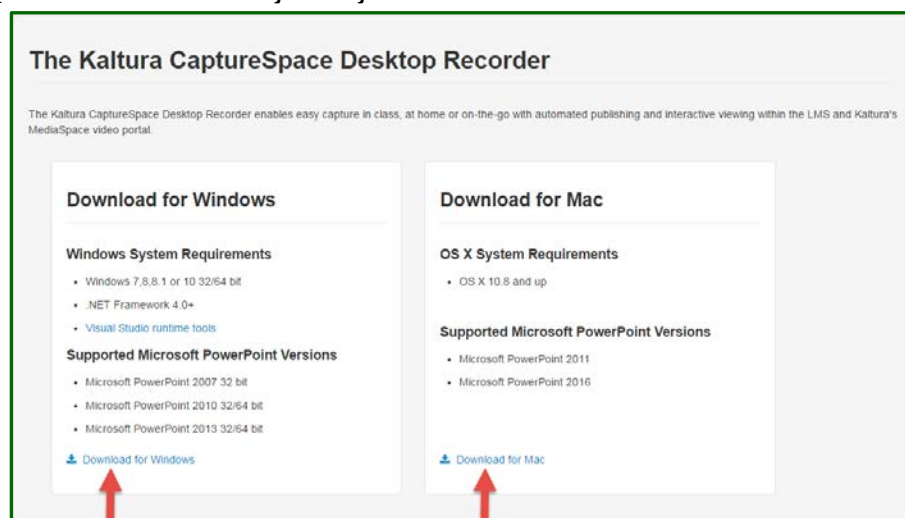 The Kaltura CaptureSpace Desktop Recorder
The Kaltura CaptureSpace Desktop Recorder enables easy capture in class, at home or on-the-go with automated publishing and interactive viewing within the LMS and Kaltura's
MediaSpace video portal.
Download for Windows
Windows System Requirements
• Windows 7,8,8.1 or 10 32/64 bit
• .NET Framework 4.0+
• Visual Studio runtime tools
Supported Microsoft PowerPoint Versions
• Microsoft PowerPoint 2007 32 bit
• Microsoft PowerPoint 2010 32/64 bit
• Microsoft PowerPoint 2013 32/64 bit
Download for Windows
Download for Mac
OS X System Requirements
• OS X 10.8 and up
Supported Microsoft PowerPoint Versions
• Microsoft PowerPoint 2011
• Microsoft PowerPoint 2016
Download for Mac